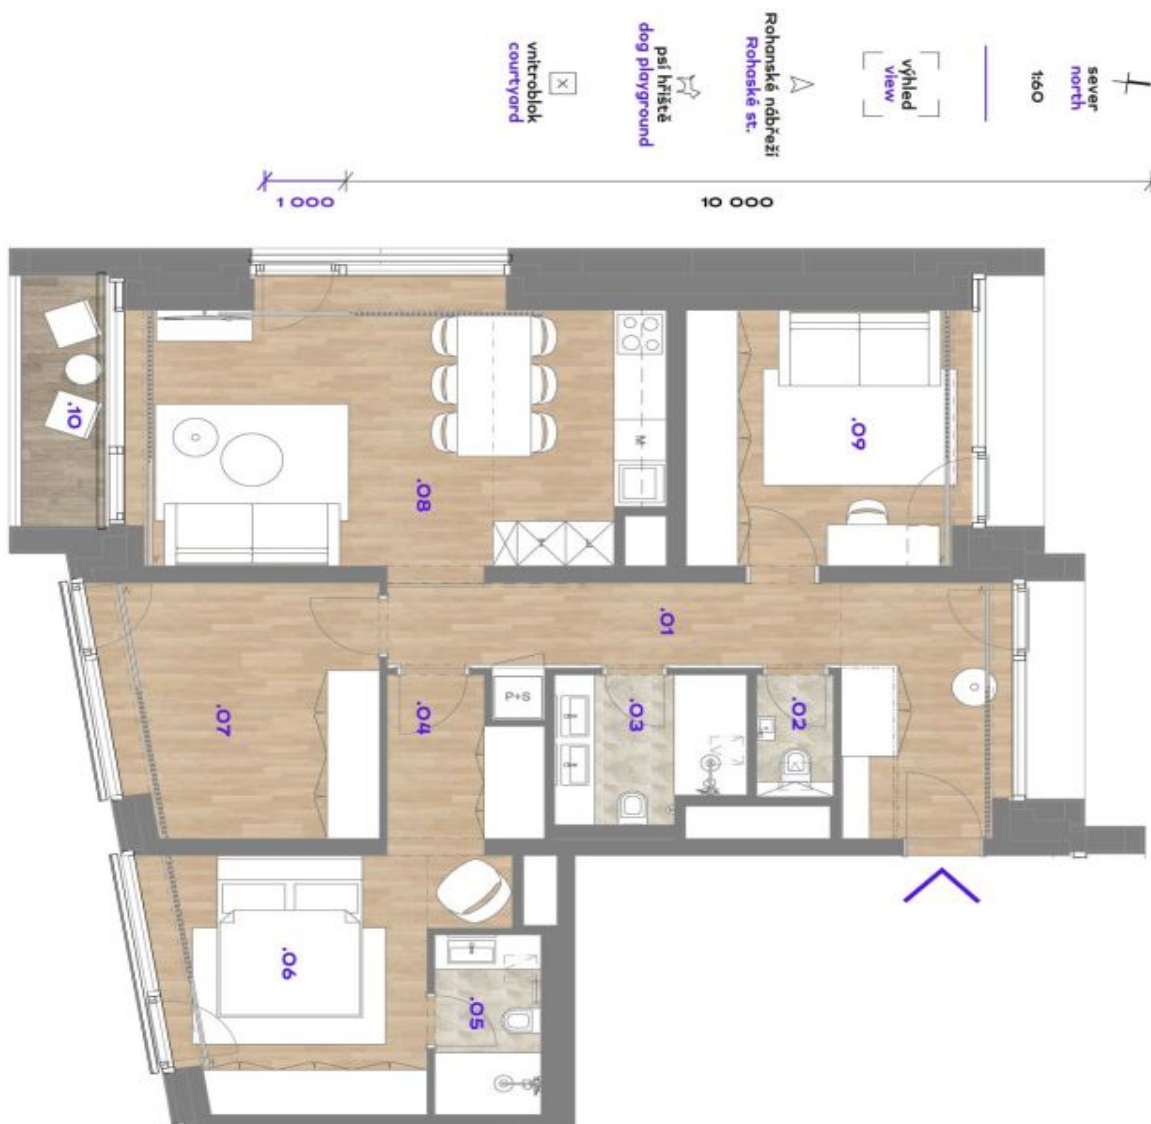 sever
north
1:60
výhled
view
Rohanské nábřeží
Rohaské st.
psí hřiště
dog playground
X
vnitroblok
courtyard
1 000
10 000
.10
.08
.09
.01
.07
.04
P+S
.03
.02
.06
.05